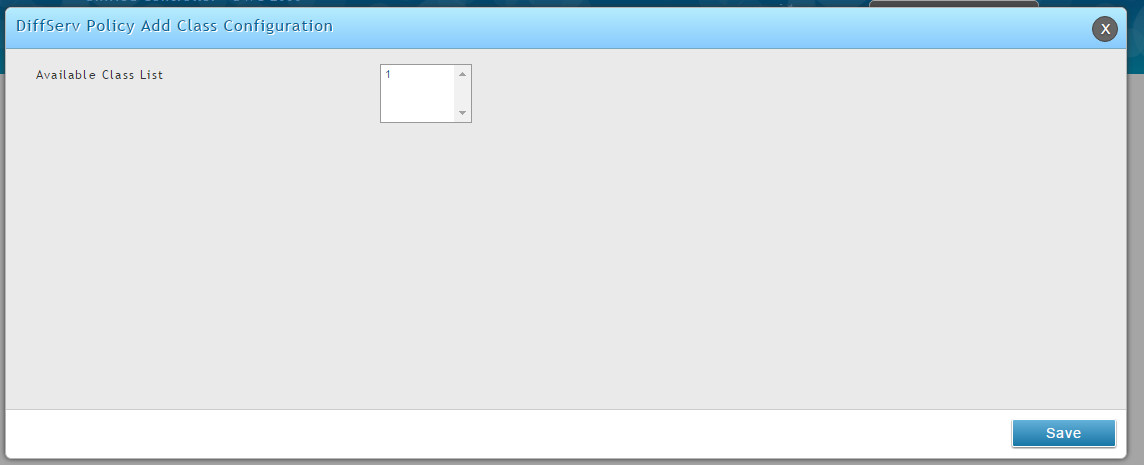 DiffServ Policy Add Class Configuration
X
Available Class List
1
Save